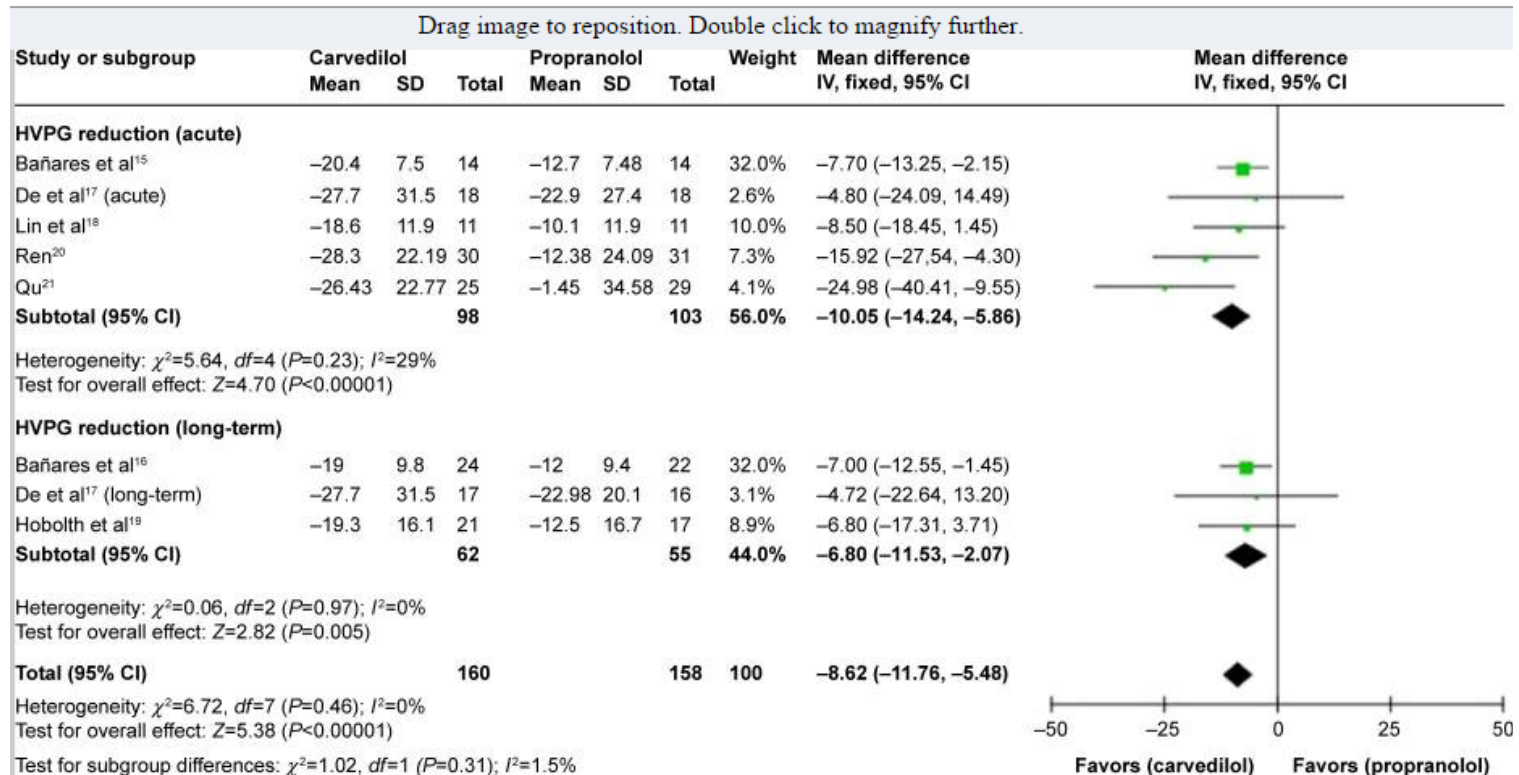 Drag image to reposition. Double click to magnify further.
Study or subgroup Carvedilol Propranolol Weight Mean difference Mean difference
Mean SD Total Mean SD Total IV, fixed, 95% CI IV, fixed, 95% CI
HVPG reduction (acute)
Bañares et al¹⁵ –20.4 7.5 14 –12.7 7.48 14 32.0% –7.70 (–13.25, –2.15)
De et al¹⁷ (acute) –27.7 31.5 18 –22.9 27.4 18 2.6% –4.80 (–24.09, 14.49)
Lin et al¹⁸ –18.6 11.9 11 –10.1 11.9 11 10.0% –8.50 (–18.45, 1.45)
Ren²⁰ –28.3 22.19 30 –12.38 24.09 31 7.3% –15.92 (–27,54, –4.30)
Qu²¹ –26.43 22.77 25 –1.45 34.58 29 4.1% –24.98 (–40.41, –9.55)
Subtotal (95% CI) 98 103 56.0% –10.05 (–14.24, –5.86)
Heterogeneity: χ²=5.64, df=4 (P=0.23); I²=29%
Test for overall effect: Z=4.70 (P<0.00001)
HVPG reduction (long-term)
Bañares et al¹⁶ –19 9.8 24 –12 9.4 22 32.0% –7.00 (–12.55, –1.45)
De et al¹⁷ (long-term) –27.7 31.5 17 –22.98 20.1 16 3.1% –4.72 (–22.64, 13.20)
Hobolth et al¹⁹ –19.3 16.1 21 –12.5 16.7 17 8.9% –6.80 (–17.31, 3.71)
Subtotal (95% CI) 62 55 44.0% –6.80 (–11.53, –2.07)
Heterogeneity: χ²=0.06, df=2 (P=0.97); I²=0%
Test for overall effect: Z=2.82 (P=0.005)
Total (95% CI) 160 158 100 –8.62 (–11.76, –5.48)
Heterogeneity: χ²=6.72, df=7 (P=0.46); I²=0%
Test for overall effect: Z=5.38 (P<0.00001)
–50 –25 0 25 50
Test for subgroup differences: χ²=1.02, df=1 (P=0.31); I²=1.5% Favors (carvedilol) Favors (propranolol)